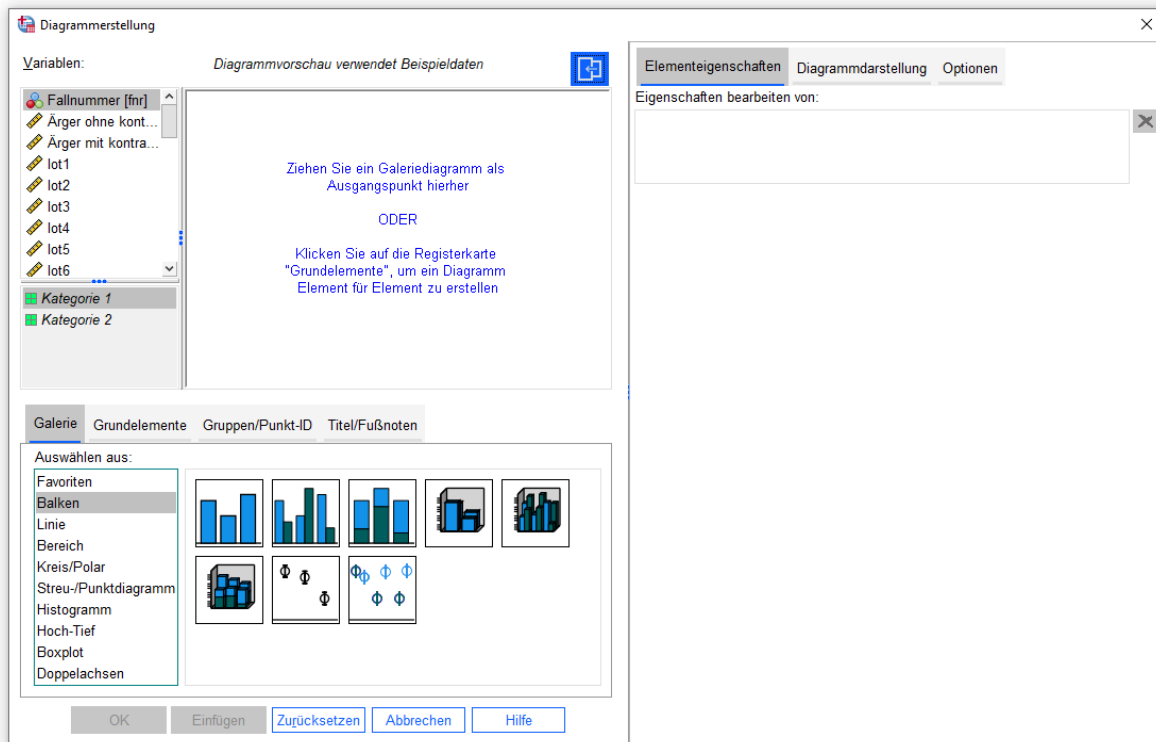 Diagrammerstellung
Variablen:
Diagrammvorschau verwendet Beispieldaten
Fallnummer [fnr]
Ärger ohne kont...
Ärger mit kontra...
lot1
lot2
lot3
lot4
lot5
lot6
Kategorie 1
Kategorie 2
Ziehen Sie ein Galeriediagramm als
Ausgangspunkt hierher
ODER
Klicken Sie auf die Registerkarte
"Grundelemente", um ein Diagramm
Element für Element zu erstellen
Galerie Grundelemente Gruppen/Punkt-ID Titel/Fußnoten
Auswählen aus:
Favoriten
Balken
Linie
Bereich
Kreis/Polar
Streu-/Punktdiagramm
Histogramm
Hoch-Tief
Boxplot
Doppelachsen
OK Einfügen Zurücksetzen Abbrechen Hilfe
Elementeigenschaften Diagrammdarstellung Optionen
Eigenschaften bearbeiten von: